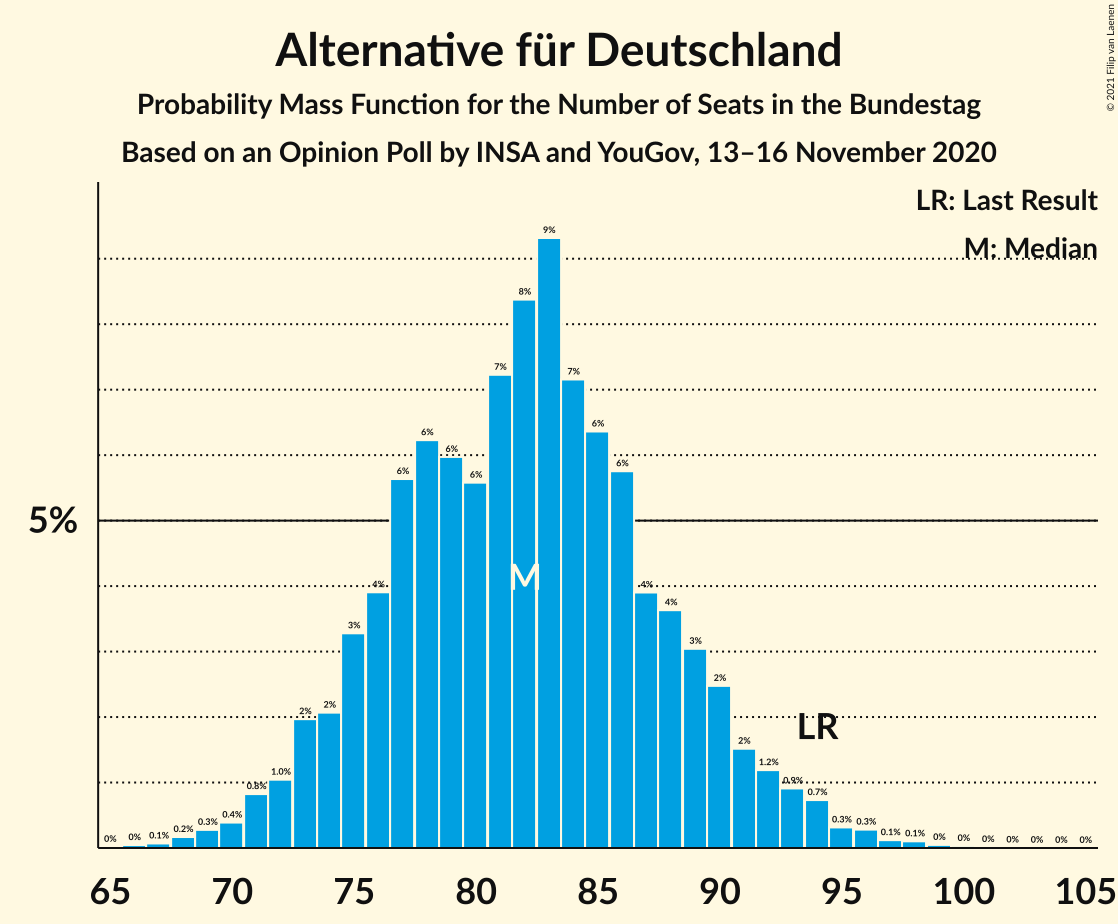 Alternative für Deutschland
Probability Mass Function for the Number of Seats in the Bundestag
Based on an Opinion Poll by INSA and YouGov, 13–16 November 2020
© 2021 Filip van Laenen
LR: Last Result
M: Median
5%
0% 0% 0.1% 0.2% 0.3% 0.4% 0.8% 1.0% 2% 2% 3% 4% 6% 6% 6% 6% 7% 8% 9% 7% 6% 6% 4% 4% 3% 2% 2% 1.2% 0.9% 0.7% 0.3% 0.3% 0.1% 0.1% 0% 0% 0% 0% 0% 0% 0%
M
LR
65 70 75 80 85 90 95 100 105